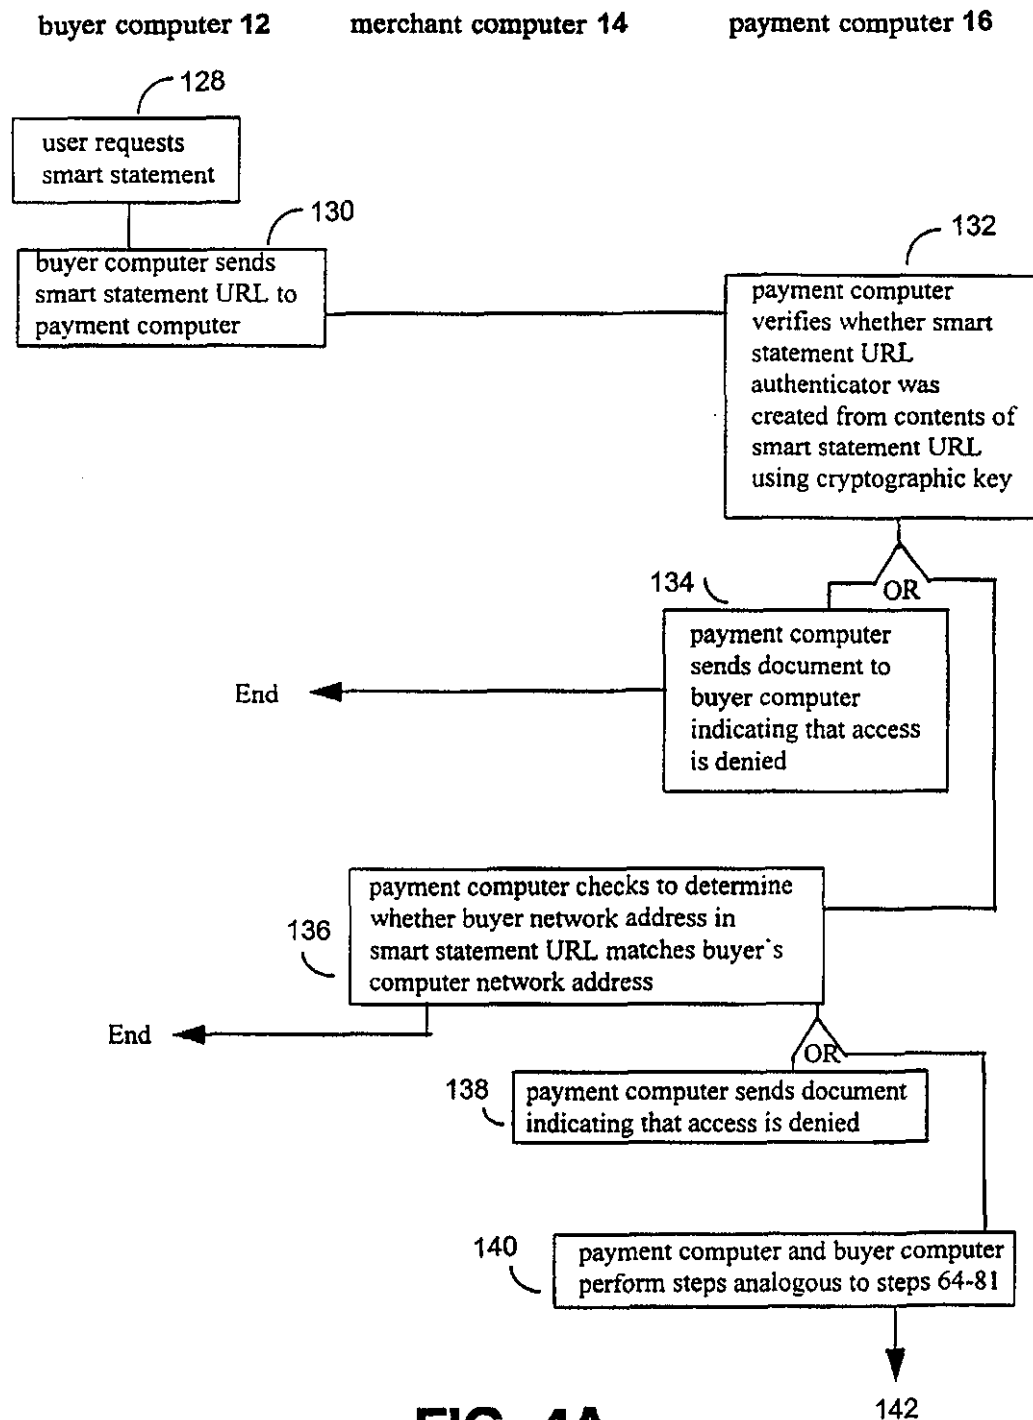 buyer computer 12 merchant computer 14 payment computer 16
128
user requests
smart statement
130
buyer computer sends
smart statement URL to
payment computer
132
payment computer
verifies whether smart
statement URL
authenticator was
created from contents of
smart statement URL
using cryptographic key
OR
134
payment computer
sends document to
buyer computer
indicating that access
is denied
End
136
payment computer checks to determine
whether buyer network address in
smart statement URL matches buyer's
computer network address
End
OR
138
payment computer sends document
indicating that access is denied
140
payment computer and buyer computer
perform steps analogous to steps 64-81
142
FIG. 4A